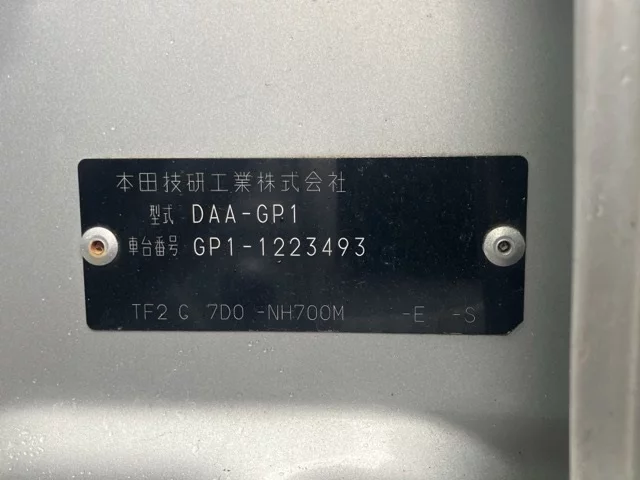 本田技研工業株式会社
型式 DAA-GP1
車台番号 GP1-1223493
TF2 G 7D0 -NH700M -E -S